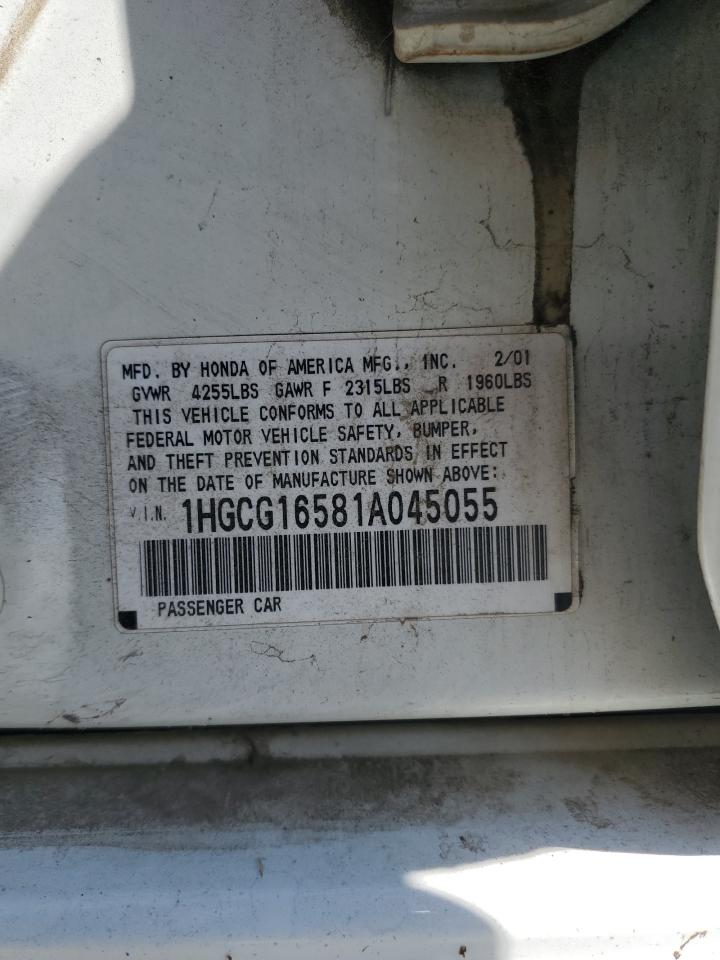 MFD. BY HONDA OF AMERICA MFG., INC. 2/01
GVWR 4255LBS GAWR F 2315LBS R 1960LBS
THIS VEHICLE CONFORMS TO ALL APPLICABLE
FEDERAL MOTOR VEHICLE SAFETY, BUMPER,
AND THEFT PREVENTION STANDARDS IN EFFECT
ON THE DATE OF MANUFACTURE SHOWN ABOVE:
V.I.N. 1HGCG16581A045055
PASSENGER CAR